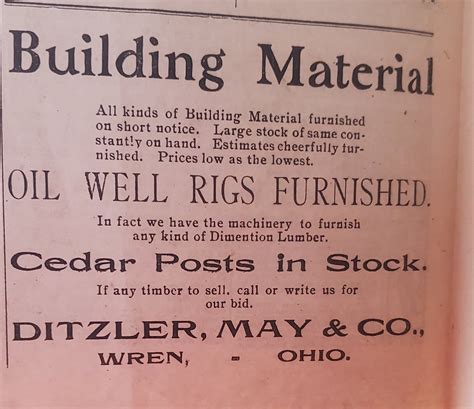 Building Material
All kinds of Building Material furnished
on short notice. Large stock of same con-
stantly on hand. Estimates cheerfully fur-
nished. Prices low as the lowest.
OIL WELL RIGS FURNISHED.
In fact we have the machinery to furnish
any kind of Dimention Lumber.
Cedar Posts in Stock.
If any timber to sell, call or write us for
our bid.
DITZLER, MAY & CO.,
WREN, - OHIO.